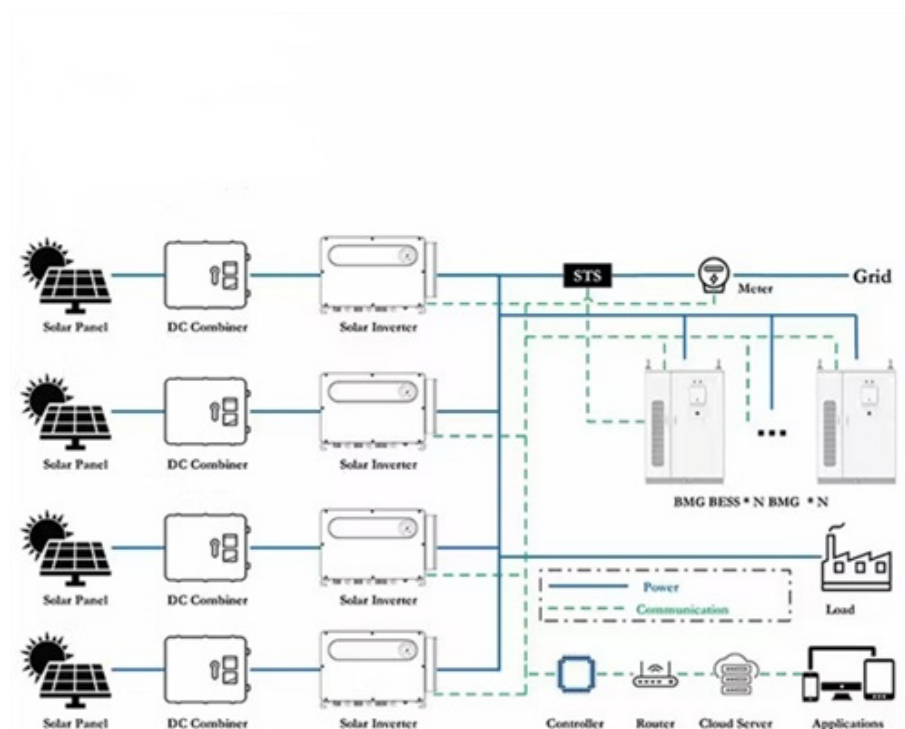 STS
Grid
Meter
Solar Panel DC Combiner Solar Inverter
Solar Panel DC Combiner Solar Inverter
BMG BESS * N BMG * N
Solar Panel DC Combiner Solar Inverter
Power
Communication
Load
Solar Panel DC Combiner Solar Inverter Controller Router Cloud Server Applications